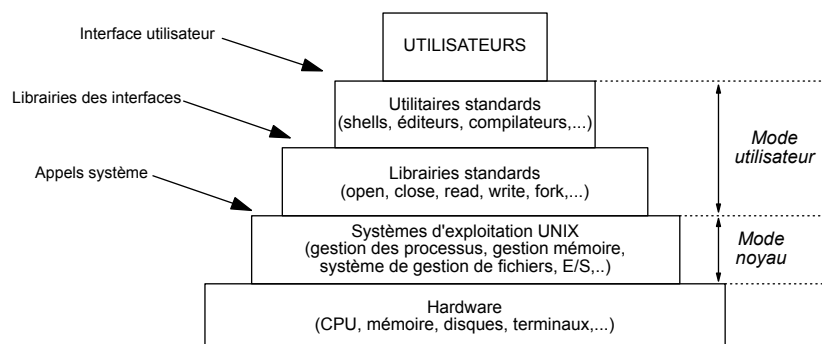 Interface utilisateur
UTILISATEURS
Librairies des interfaces
Utilitaires standards
(shells, éditeurs, compilateurs,...)
Mode
utilisateur
Appels système
Librairies standards
(open, close, read, write, fork,...)
Systèmes d'exploitation UNIX
(gestion des processus, gestion mémoire,
système de gestion de fichiers, E/S,..)
Mode
noyau
Hardware
(CPU, mémoire, disques, terminaux,...)